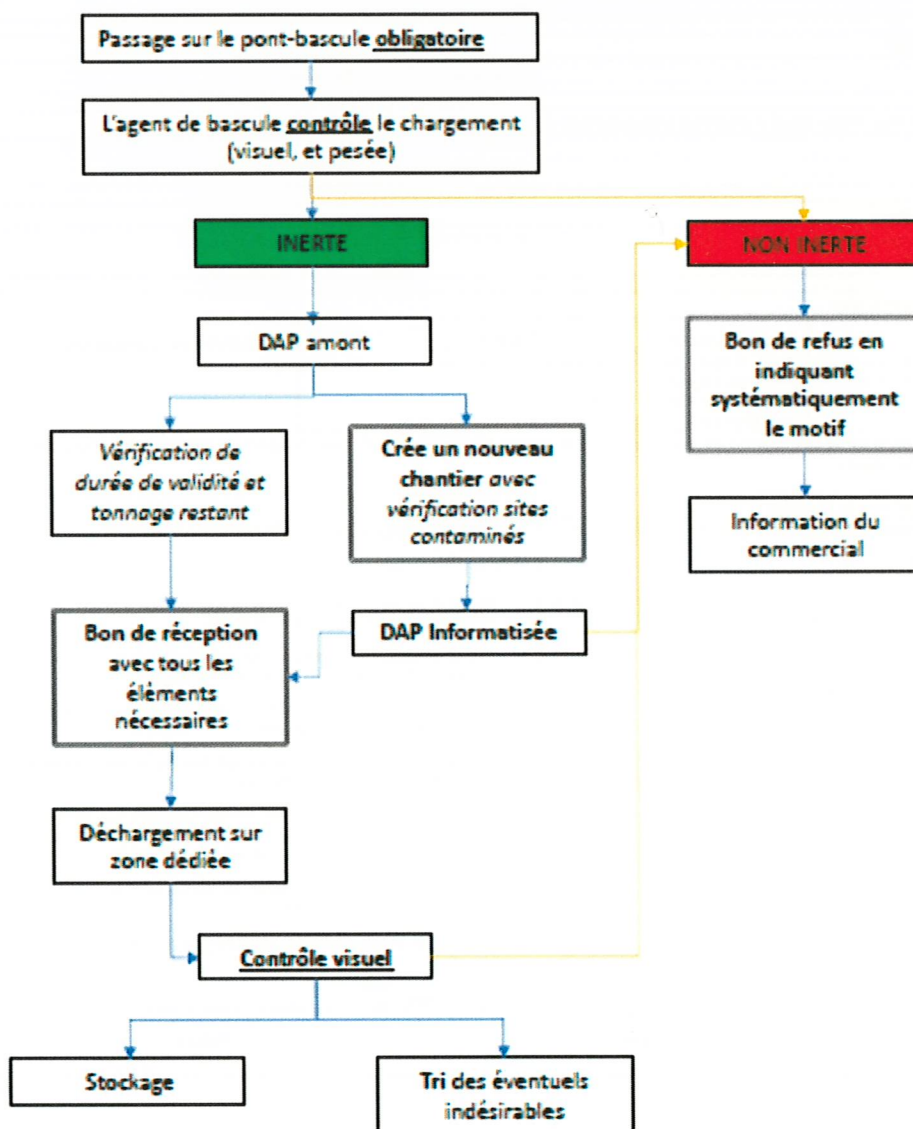 Passage sur le pont-bascule obligatoire
L'agent de bascule contrôle le chargement
(visuel, et pesée)
INERTE
NON INERTE
DAP amont
Bon de refus en
indiquant
systématiquement
le motif
Vérification de
durée de validité et
tonnage restant
Crée un nouveau
chantier avec
vérification sites
contaminés
Information du
commercial
Bon de réception
avec tous les
élèments
nécessaires
DAP Informatisée
Déchargement sur
zone dédiée
Contrôle visuel
Stockage
Tri des éventuels
indésirables